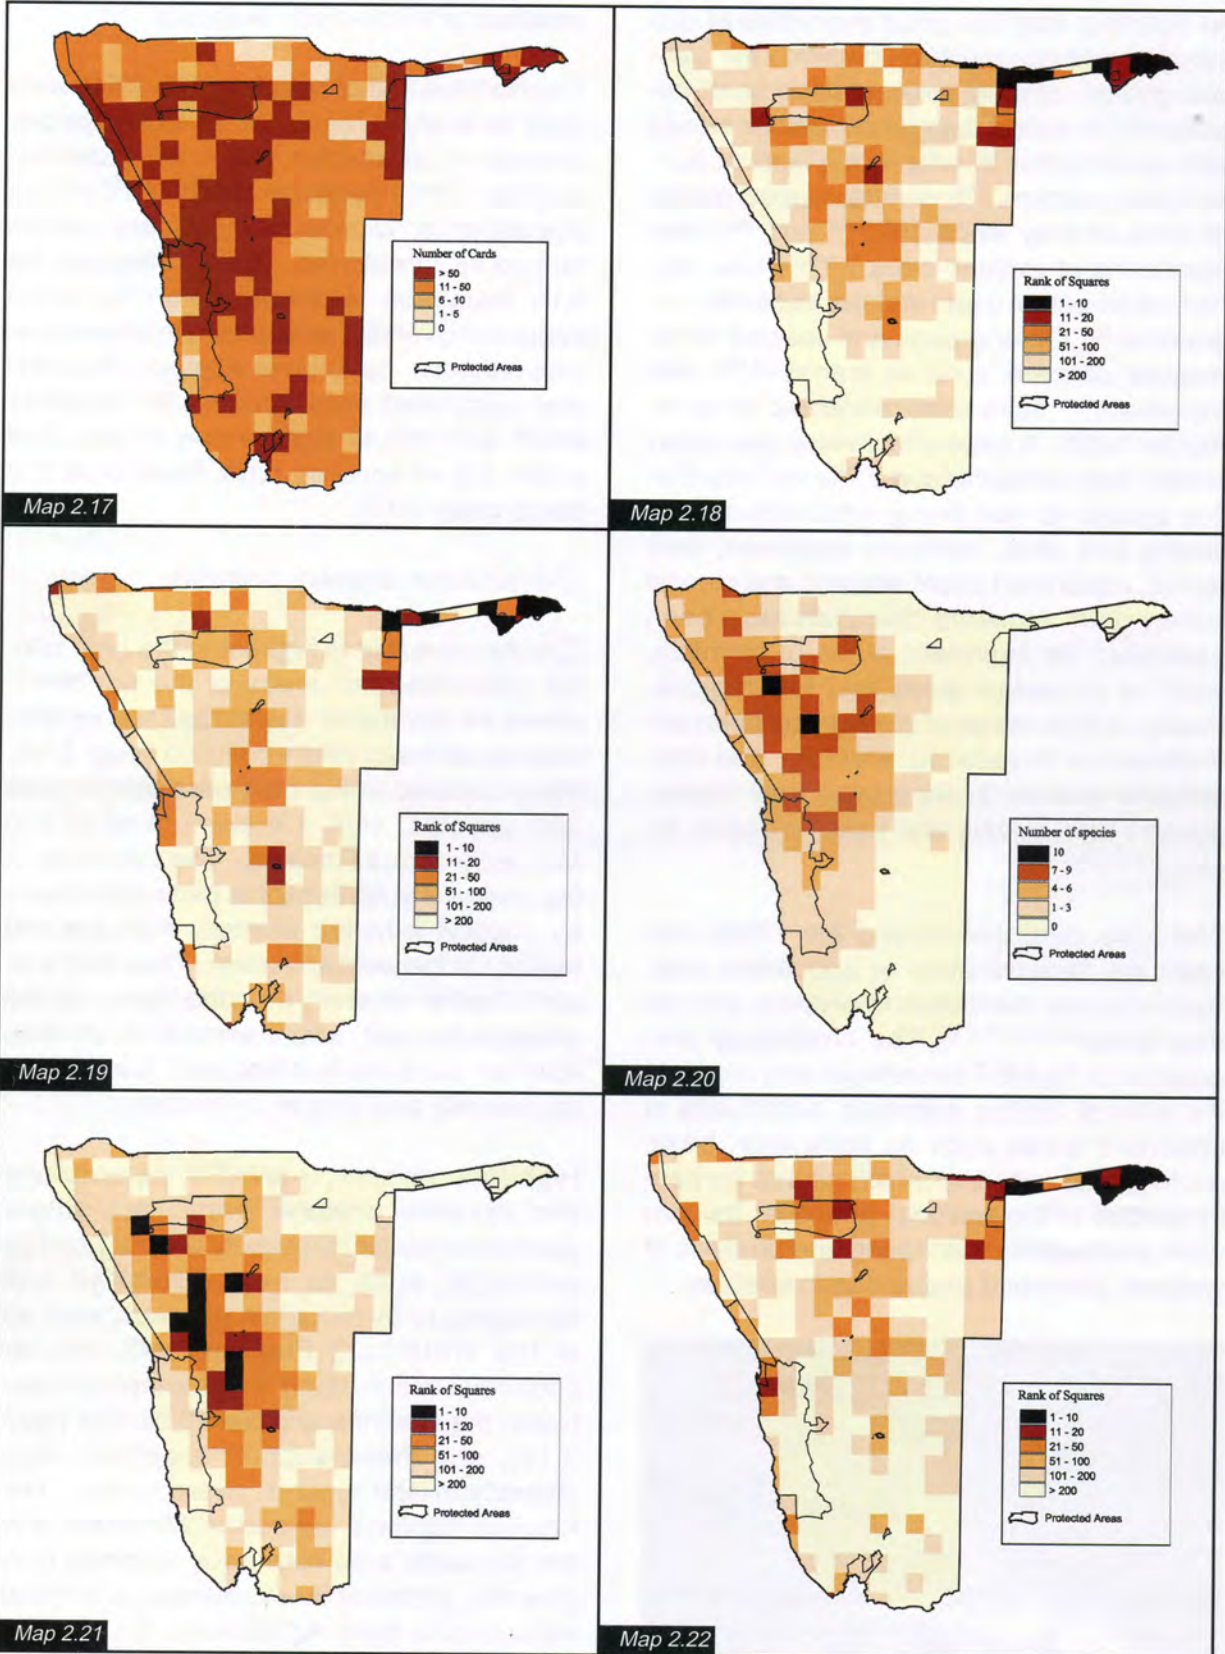 Number of Cards
> 50
11 - 50
6 - 10
1 - 5
0
Protected Areas
Map 2.17
Rank of Squares
1 - 10
11 - 20
21 - 50
51 - 100
101 - 200
> 200
Protected Areas
Map 2.18
Rank of Squares
1 - 10
11 - 20
21 - 50
51 - 100
101 - 200
> 200
Protected Areas
Map 2.19
Number of species
10
7 - 9
4 - 6
1 - 3
0
Protected Areas
Map 2.20
Rank of Squares
1 - 10
11 - 20
21 - 50
51 - 100
101 - 200
> 200
Protected Areas
Map 2.21
Rank of Squares
1 - 10
11 - 20
21 - 50
51 - 100
101 - 200
> 200
Protected Areas
Map 2.22